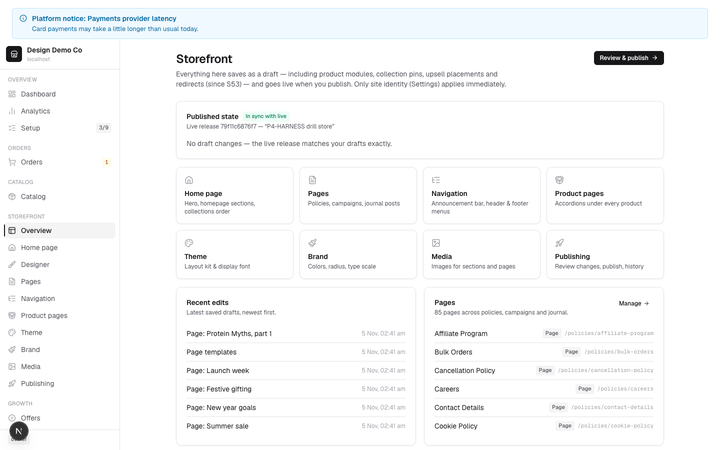 Platform notice: Payments provider latency
Card payments may take a little longer than usual today.
Design Demo Co
localhost
OVERVIEW
Dashboard
Analytics
Setup 3/9
ORDERS
Orders 1
CATALOG
Catalog
STOREFRONT
Overview
Home page
Designer
Pages
Navigation
Product pages
Theme
Brand
Media
Publishing
GROWTH
Offers
N
Storefront
Review & publish →
Everything here saves as a draft — including product modules, collection pins, upsell placements and
redirects (since S53) — and goes live when you publish. Only site identity (Settings) applies immediately.
Published state In sync with live
Live release 79f11c6876f7 — "P4-HARNESS drill store"
No draft changes — the live release matches your drafts exactly.
Home page
Hero, homepage sections,
collections order
Pages
Policies, campaigns, journal posts
Navigation
Announcement bar, header & footer
menus
Product pages
Accordions under every product
Theme
Layout kit & display font
Brand
Colors, radius, type scale
Media
Images for sections and pages
Publishing
Review changes, publish, history
Recent edits
Latest saved drafts, newest first.
Page: Protein Myths, part 1 5 Nov, 02:41 am
Page templates 5 Nov, 02:41 am
Page: Launch week 5 Nov, 02:41 am
Page: Festive gifting 5 Nov, 02:41 am
Page: New year goals 5 Nov, 02:41 am
Page: Summer sale 5 Nov, 02:41 am
Pages
Manage →
85 pages across policies, campaigns and journal.
Affiliate Program Page /policies/affiliate-program
Bulk Orders Page /policies/bulk-orders
Cancellation Policy Page /policies/cancellation-policy
Careers Page /policies/careers
Contact Details Page /policies/contact-details
Cookie Policy Page /policies/cookie-policy